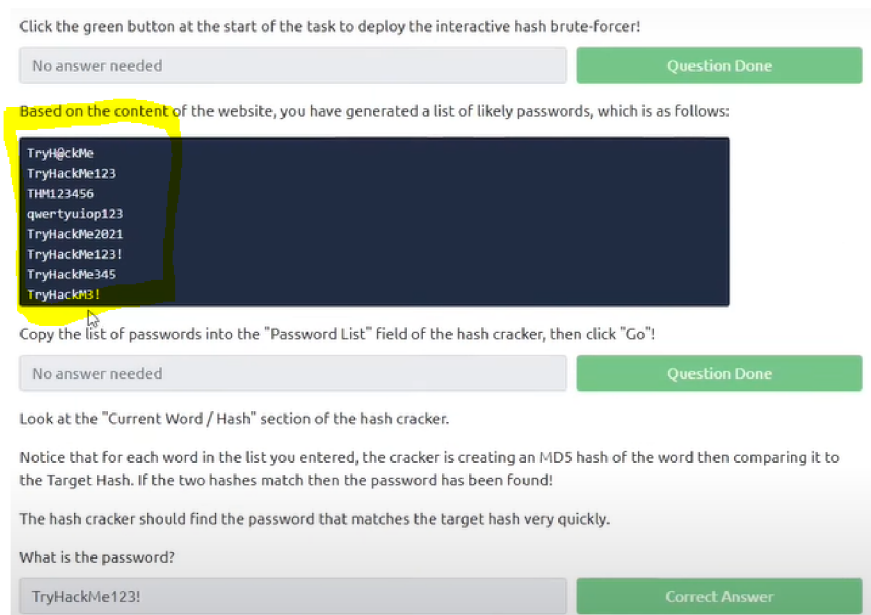 Click the green button at the start of the task to deploy the interactive hash brute-forcer!
No answer needed
Question Done
Based on the content of the website, you have generated a list of likely passwords, which is as follows:
TryH@ckMe
TryHackMe123
THM123456
qwertyuiop123
TryHackMe2021
TryHackMe123!
TryHackMe345
TryHackM3!
Copy the list of passwords into the "Password List" field of the hash cracker, then click "Go"!
No answer needed
Question Done
Look at the "Current Word / Hash" section of the hash cracker.
Notice that for each word in the list you entered, the cracker is creating an MD5 hash of the word then comparing it to
the Target Hash. If the two hashes match then the password has been found!
The hash cracker should find the password that matches the target hash very quickly.
What is the password?
TryHackMe123!
Correct Answer